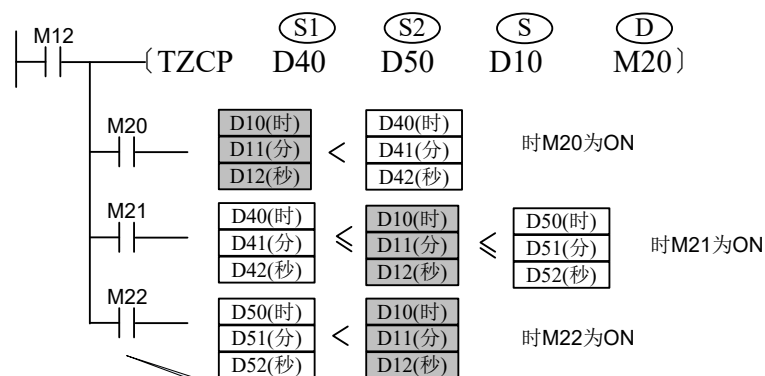 S1 S2 S D
M12
TZCP D40 D50 D10 M20
M20
D10(时) D40(时)
D11(分) < D41(分) 时M20为ON
D12(秒) D42(秒)
M21
D40(时) D10(时) D50(时)
D41(分) ≤ D11(分) ≤ D51(分) 时M21为ON
D42(秒) D12(秒) D52(秒)
M22
D50(时) D10(时)
D51(分) < D11(分) 时M22为ON
D52(秒) D12(秒)